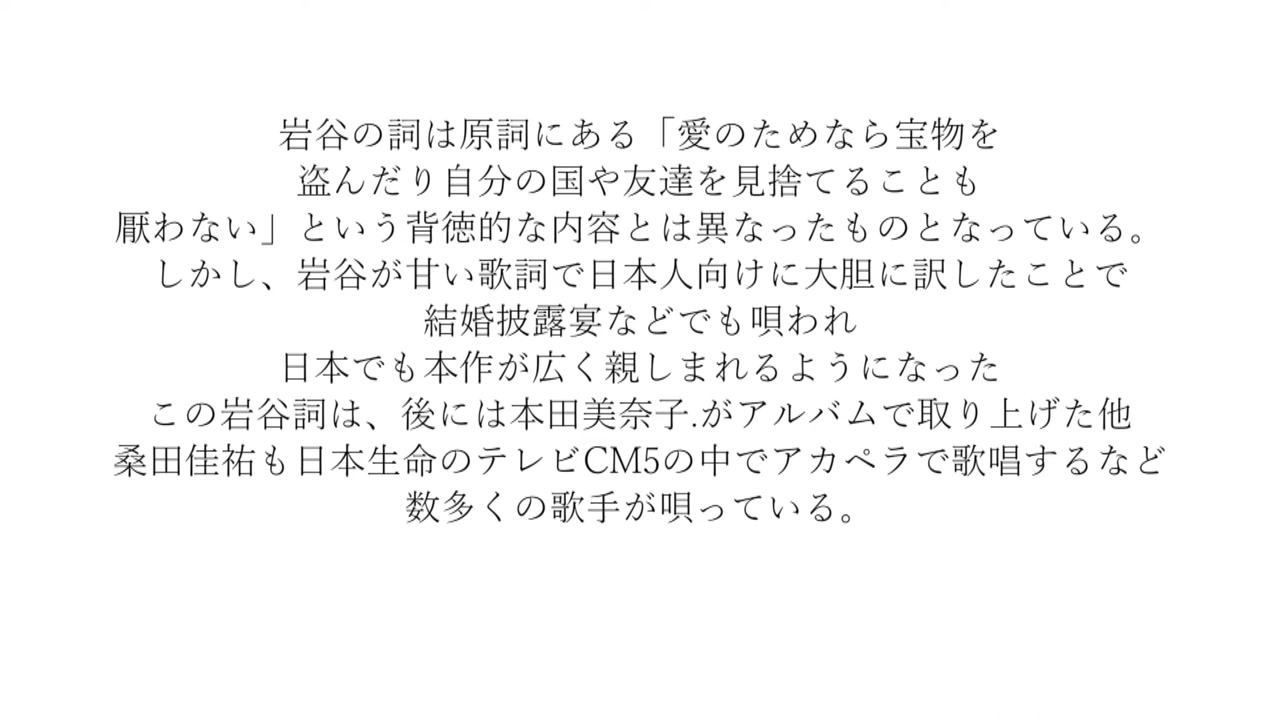 岩谷の詞は原詞にある「愛のためなら宝物を
盗んだり自分の国や友達を見捨てることも
厭わない」という背徳的な内容とは異なったものとなっている。
しかし、岩谷が甘い歌詞で日本人向けに大胆に訳したことで
結婚披露宴などでも唄われ
日本でも本作が広く親しまれるようになった
この岩谷詞は、後には本田美奈子.がアルバムで取り上げた他
桑田佳祐も日本生命のテレビCM5の中でアカペラで歌唱するなど
数多くの歌手が唄っている。